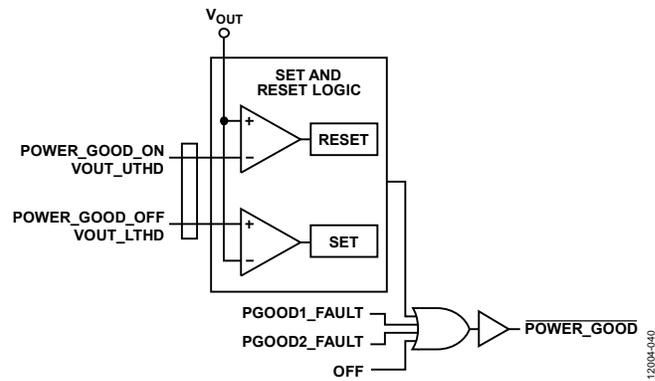 VOUT
SET AND
RESET LOGIC
+
−
RESET
POWER_GOOD_ON
VOUT_UTHD
POWER_GOOD_OFF
VOUT_LTHD
+
−
SET
PGOOD1_FAULT
PGOOD2_FAULT
OFF
POWER_GOOD
12004-040